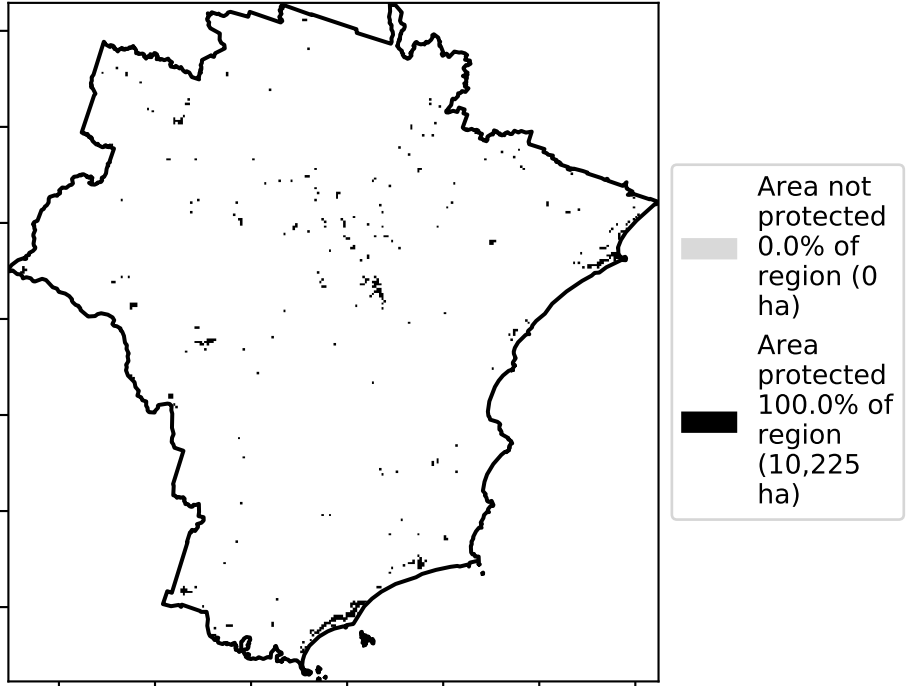 Area not
protected
0.0% of
region (0
ha)
Area
protected
100.0% of
region
(10,225
ha)